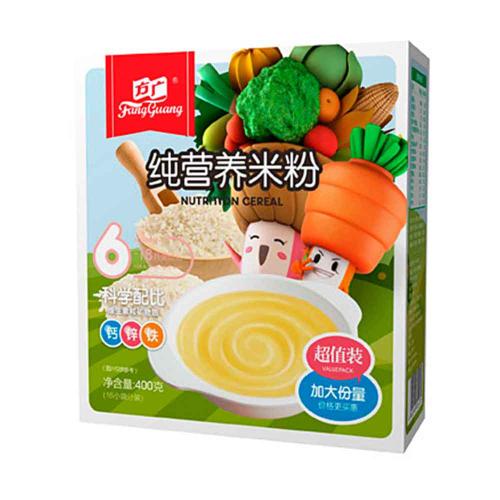 方广®
FangGuang
纯营养米粉
NUTRITION CEREAL
6
科学配比
钙 锌 铁
净含量:400克
超值装
VALUEPACK
加大份量
价格更实惠